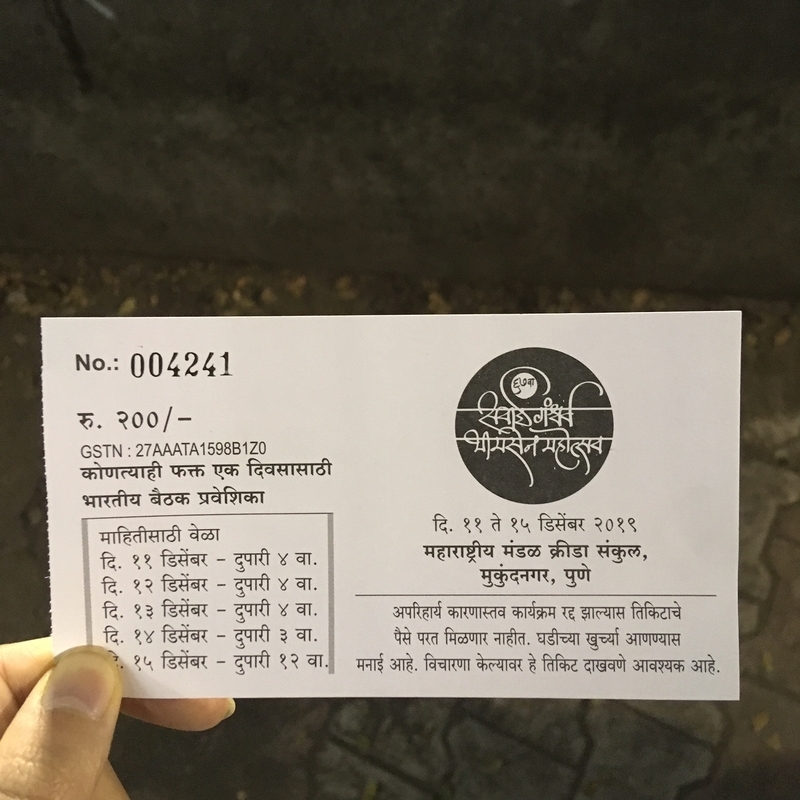 No.: 004241
रु. २००/-
GSTN : 27AAATA1598B1Z0
कोणत्याही फक्त एक दिवसासाठी
भारतीय बैठक प्रवेशिका
माहितीसाठी वेळा
दि. ११ डिसेंबर - दुपारी ४ वा.
दि. १२ डिसेंबर - दुपारी ४ वा.
दि. १३ डिसेंबर - दुपारी ४ वा.
दि. १४ डिसेंबर - दुपारी ३ वा.
दि. १५ डिसेंबर - दुपारी १२ वा.
६७वा
सवाई गंधर्व
भीमसेन महोत्सव
दि. ११ ते १५ डिसेंबर २०१९
महाराष्ट्रीय मंडळ क्रीडा संकुल,
मुकुंदनगर, पुणे
अपरिहार्य कारणास्तव कार्यक्रम रद्द झाल्यास तिकिटाचे
पैसे परत मिळणार नाहीत. घडीच्या खुर्च्या आणण्यास
मनाई आहे. विचारणा केल्यावर हे तिकिट दाखवणे आवश्यक आहे.